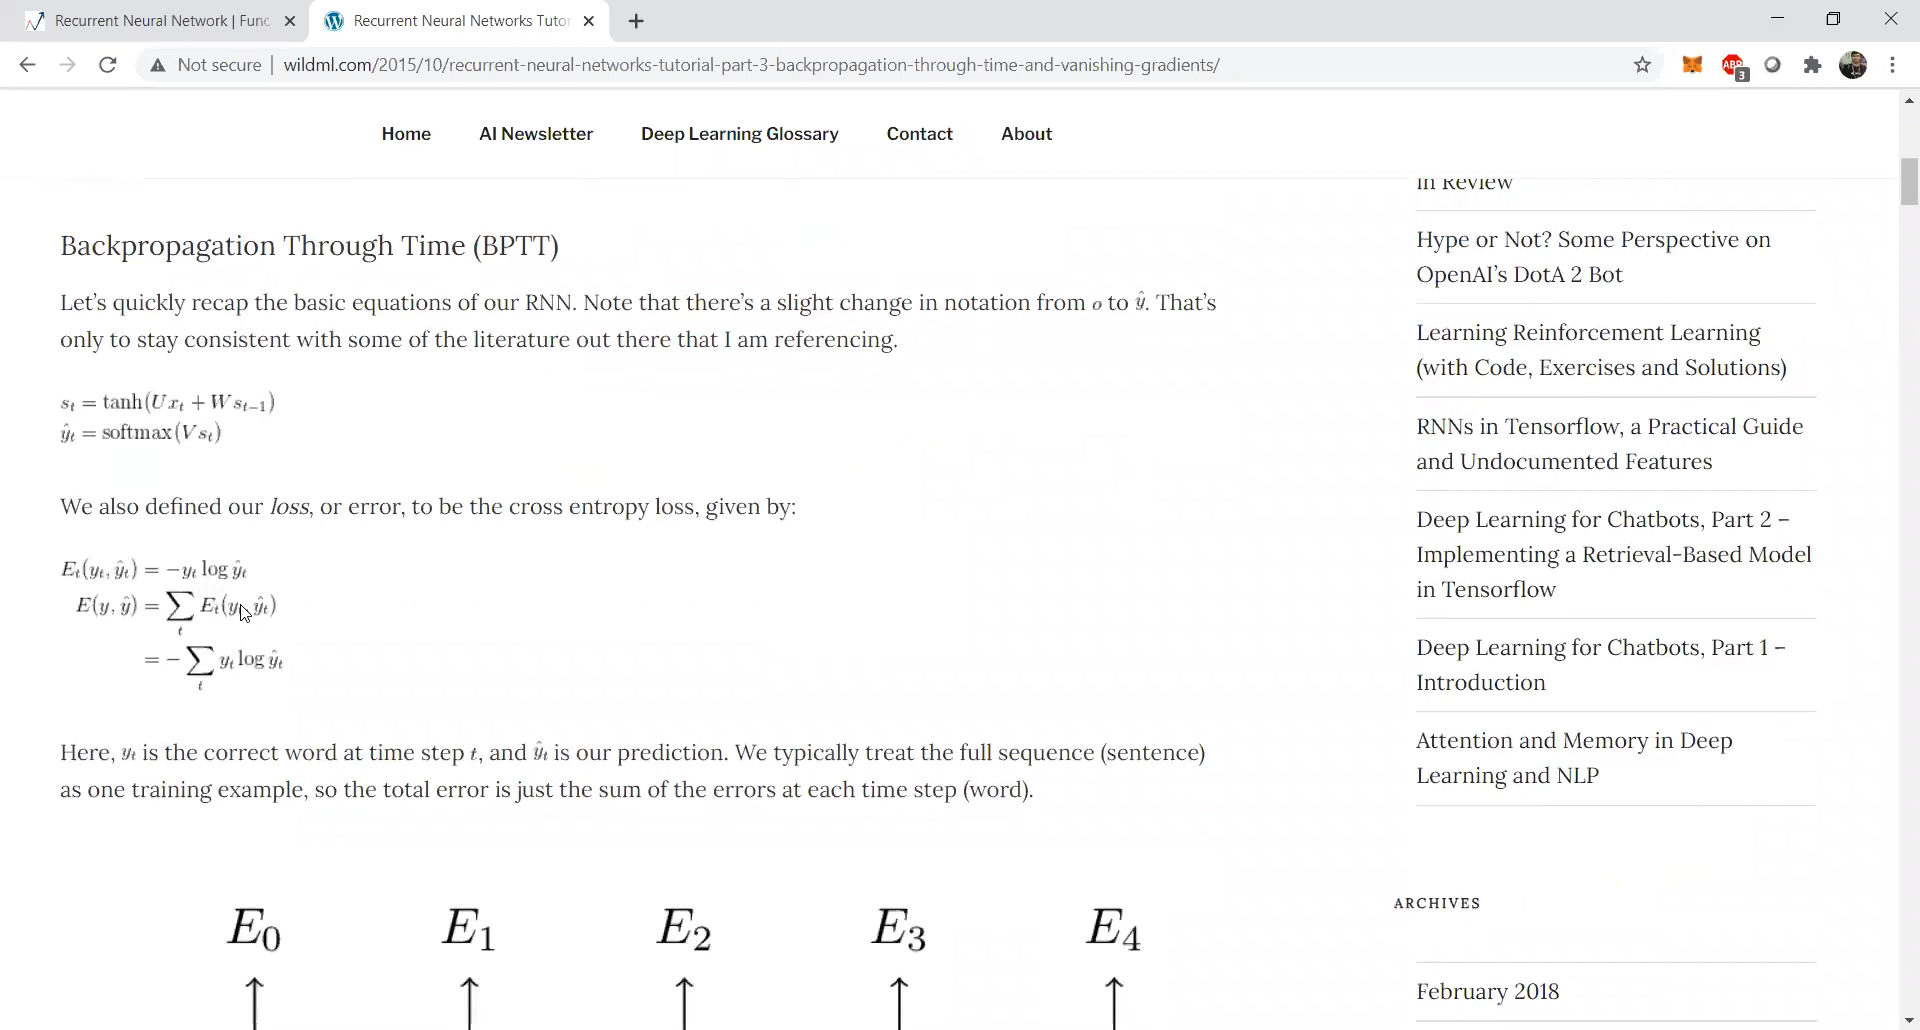 Recurrent Neural Network | Func
Recurrent Neural Networks Tutor
Not secure | wildml.com/2015/10/recurrent-neural-networks-tutorial-part-3-backpropagation-through-time-and-vanishing-gradients/
ABP
3
Home AI Newsletter Deep Learning Glossary Contact About
Backpropagation Through Time (BPTT)
Let’s quickly recap the basic equations of our RNN. Note that there’s a slight change in notation from o to ŷ. That’s
only to stay consistent with some of the literature out there that I am referencing.
s_t = tanh(Ux_t + Ws_{t−1})
ŷ_t = softmax(Vs_t)
We also defined our loss, or error, to be the cross entropy loss, given by:
E_t(y_t, ŷ_t) = −y_t log ŷ_t
E(y, ŷ) = ∑_t E_t(y_t, ŷ_t)
= − ∑_t y_t log ŷ_t
Here, y_t is the correct word at time step t, and ŷ_t is our prediction. We typically treat the full sequence (sentence)
as one training example, so the total error is just the sum of the errors at each time step (word).
E_0 E_1 E_2 E_3 E_4
in Review
Hype or Not? Some Perspective on
OpenAI’s DotA 2 Bot
Learning Reinforcement Learning
(with Code, Exercises and Solutions)
RNNs in Tensorflow, a Practical Guide
and Undocumented Features
Deep Learning for Chatbots, Part 2 –
Implementing a Retrieval-Based Model
in Tensorflow
Deep Learning for Chatbots, Part 1 –
Introduction
Attention and Memory in Deep
Learning and NLP
ARCHIVES
February 2018